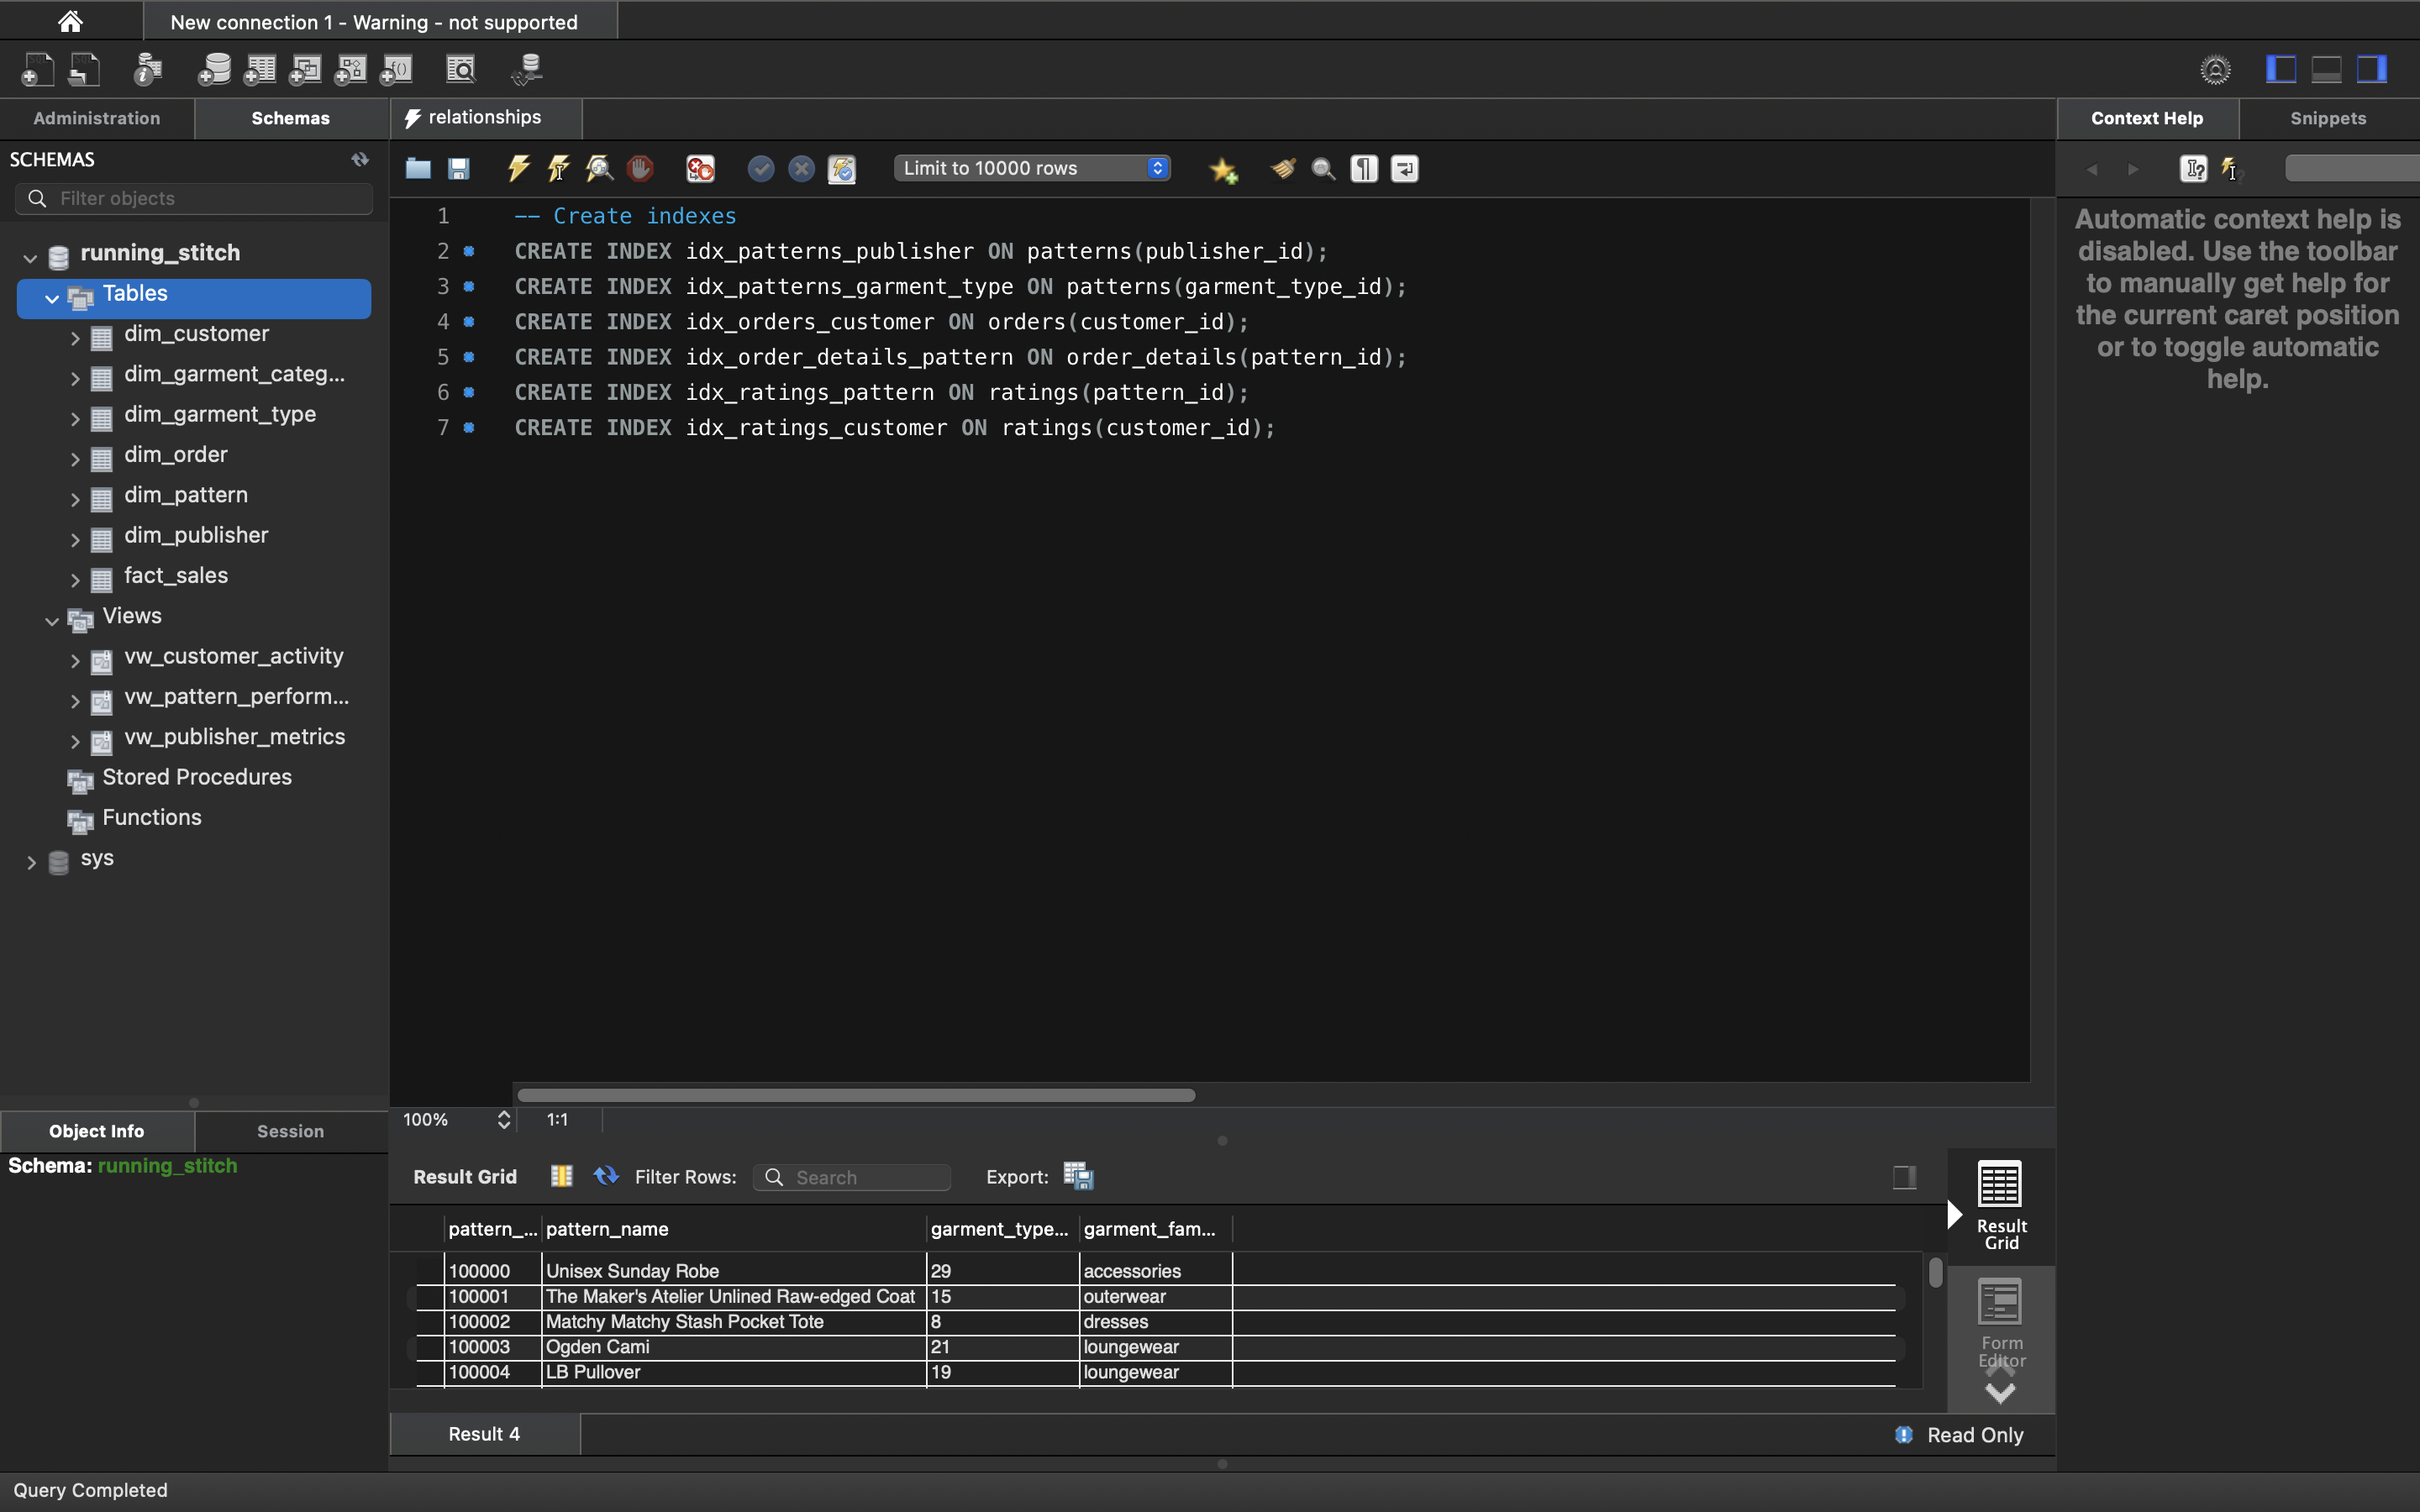 New connection 1 - Warning - not supported
Administration
Schemas
relationships
Context Help
Snippets
SCHEMAS
Filter objects
Limit to 10000 rows
running_stitch
Tables
dim_customer
dim_garment_categ...
dim_garment_type
dim_order
dim_pattern
dim_publisher
fact_sales
Views
vw_customer_activity
vw_pattern_perform...
vw_publisher_metrics
Stored Procedures
Functions
sys
1 -- Create indexes
2 CREATE INDEX idx_patterns_publisher ON patterns(publisher_id);
3 CREATE INDEX idx_patterns_garment_type ON patterns(garment_type_id);
4 CREATE INDEX idx_orders_customer ON orders(customer_id);
5 CREATE INDEX idx_order_details_pattern ON order_details(pattern_id);
6 CREATE INDEX idx_ratings_pattern ON ratings(pattern_id);
7 CREATE INDEX idx_ratings_customer ON ratings(customer_id);
Automatic context help is
disabled. Use the toolbar
to manually get help for
the current caret position
or to toggle automatic
help.
Object Info
Session
Schema: running_stitch
100%
1:1
Result Grid
Filter Rows:
Search
Export:
pattern_... pattern_name garment_type... garment_fam...
100000 Unisex Sunday Robe 29 accessories
100001 The Maker's Atelier Unlined Raw-edged Coat 15 outerwear
100002 Matchy Matchy Stash Pocket Tote 8 dresses
100003 Ogden Cami 21 loungewear
100004 LB Pullover 19 loungewear
Result
Grid
Form
Editor
Result 4
Read Only
Query Completed